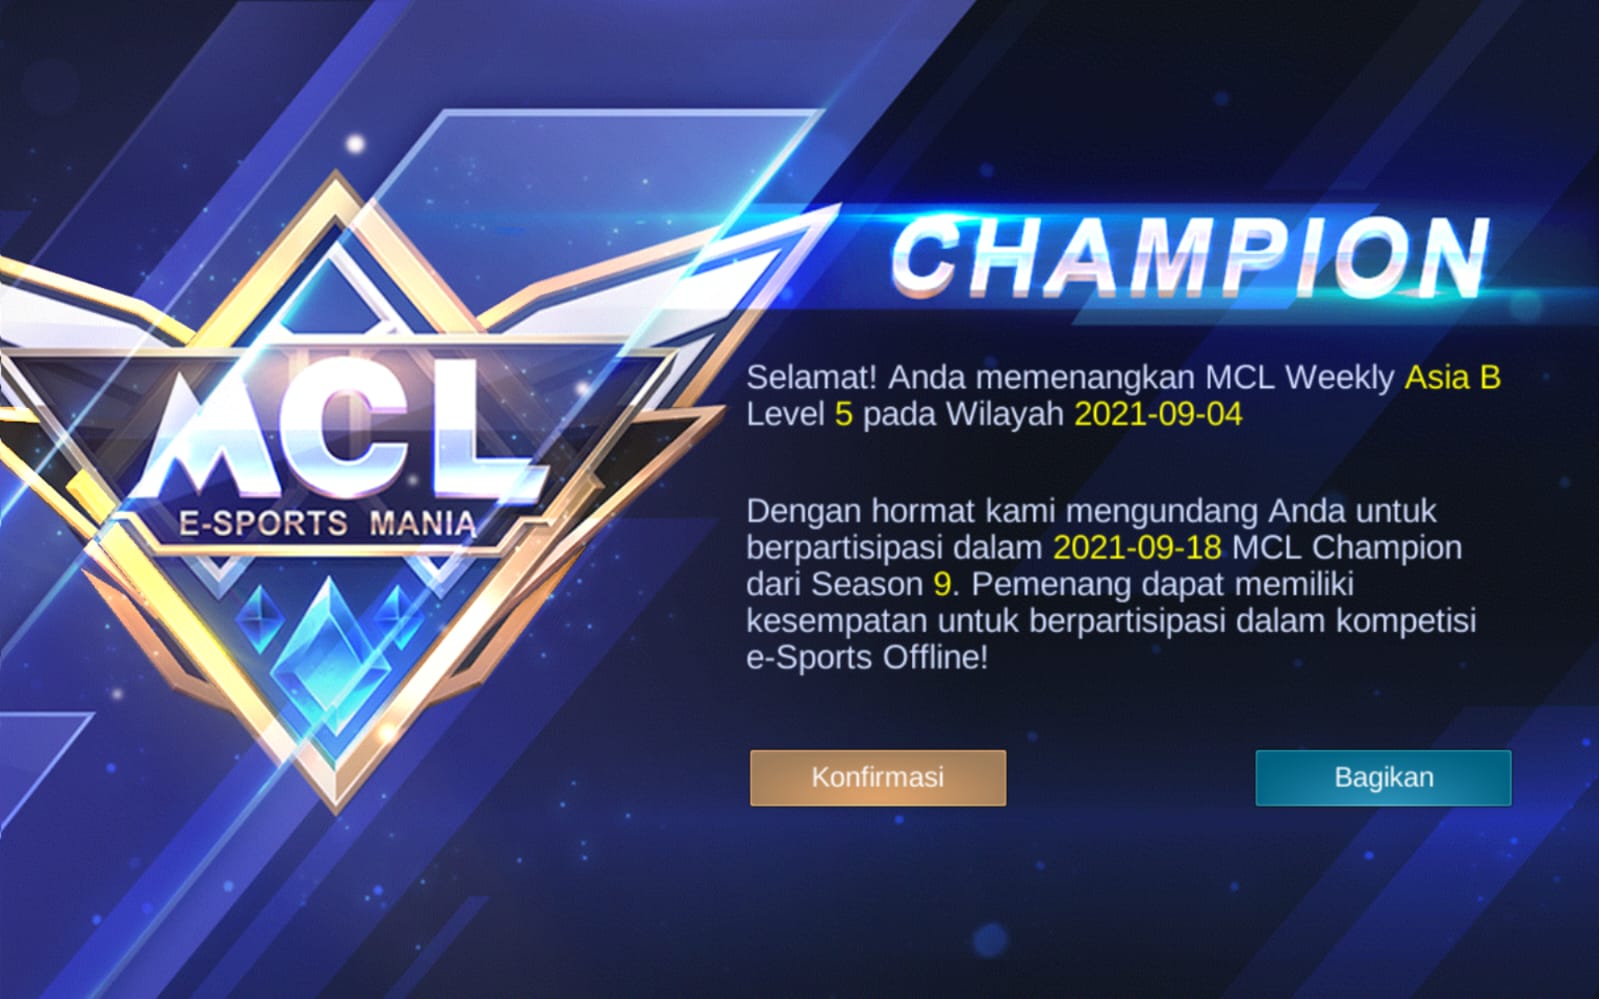 MCL
E-SPORTS MANIA
CHAMPION
Selamat! Anda memenangkan MCL Weekly Asia B
Level 5 pada Wilayah 2021-09-04
Dengan hormat kami mengundang Anda untuk
berpartisipasi dalam 2021-09-18 MCL Champion
dari Season 9. Pemenang dapat memiliki
kesempatan untuk berpartisipasi dalam kompetisi
e-Sports Offline!
Konfirmasi
Bagikan